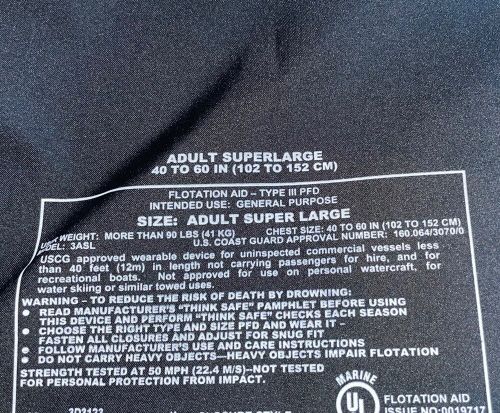 ADULT SUPERLARGE
40 TO 60 IN (102 TO 152 CM)
FLOTATION AID – TYPE III PFD
INTENDED USE: GENERAL PURPOSE
SIZE: ADULT SUPER LARGE
WEIGHT: MORE THAN 90 LBS (41 KG) CHEST SIZE: 40 TO 60 IN (102 TO 152 CM)
ODEL: 3ASL U.S. COAST GUARD APPROVAL NUMBER: 160.064/3070/0
USCG approved wearable device for uninspected commercial vessels less
than 40 feet (12m) in length not carrying passengers for hire, and for
recreational boats. Not approved for use on personal watercraft, for
water skiing or similar towed uses.
WARNING – TO REDUCE THE RISK OF DEATH BY DROWNING:
• READ MANUFACTURER'S "THINK SAFE" PAMPHLET BEFORE USING
THIS DEVICE AND PERFORM "THINK SAFE" CHECKS EACH SEASON
• CHOOSE THE RIGHT TYPE AND SIZE PFD AND WEAR IT –
FASTEN ALL CLOSURES AND ADJUST FOR SNUG FIT
• FOLLOW MANUFACTURER'S USE AND CARE INSTRUCTIONS
• DO NOT CARRY HEAVY OBJECTS—HEAVY OBJECTS IMPAIR FLOTATION
STRENGTH TESTED AT 50 MPH (22.4 M/S)–NOT TESTED
FOR PERSONAL PROTECTION FROM IMPACT.
MARINE
UL
FLOTATION AID
ISSUE NO:0019717